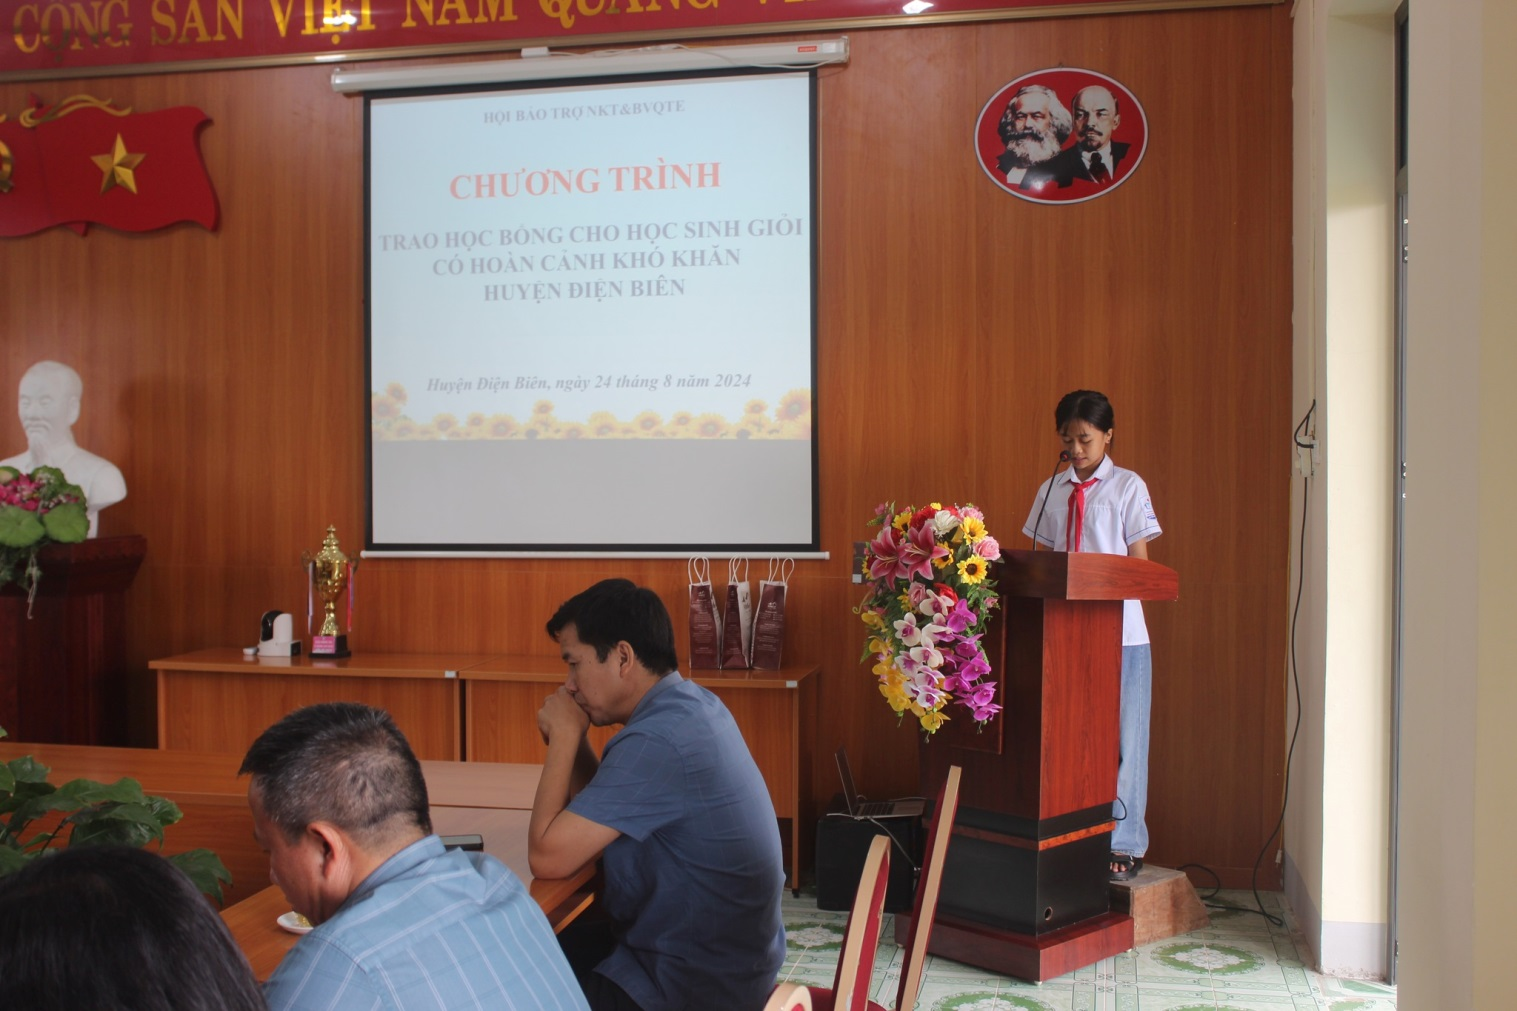 CỘNG SẢN VIỆT NAM QUANG
HỘI BẢO TRỢ NKT&BVQTE
CHƯƠNG TRÌNH
TRAO HỌC BỔNG CHO HỌC SINH GIỎI
CÓ HOÀN CẢNH KHÓ KHĂN
HUYỆN ĐIỆN BIÊN
Huyện Điện Biên, ngày 24 tháng 8 năm 2024